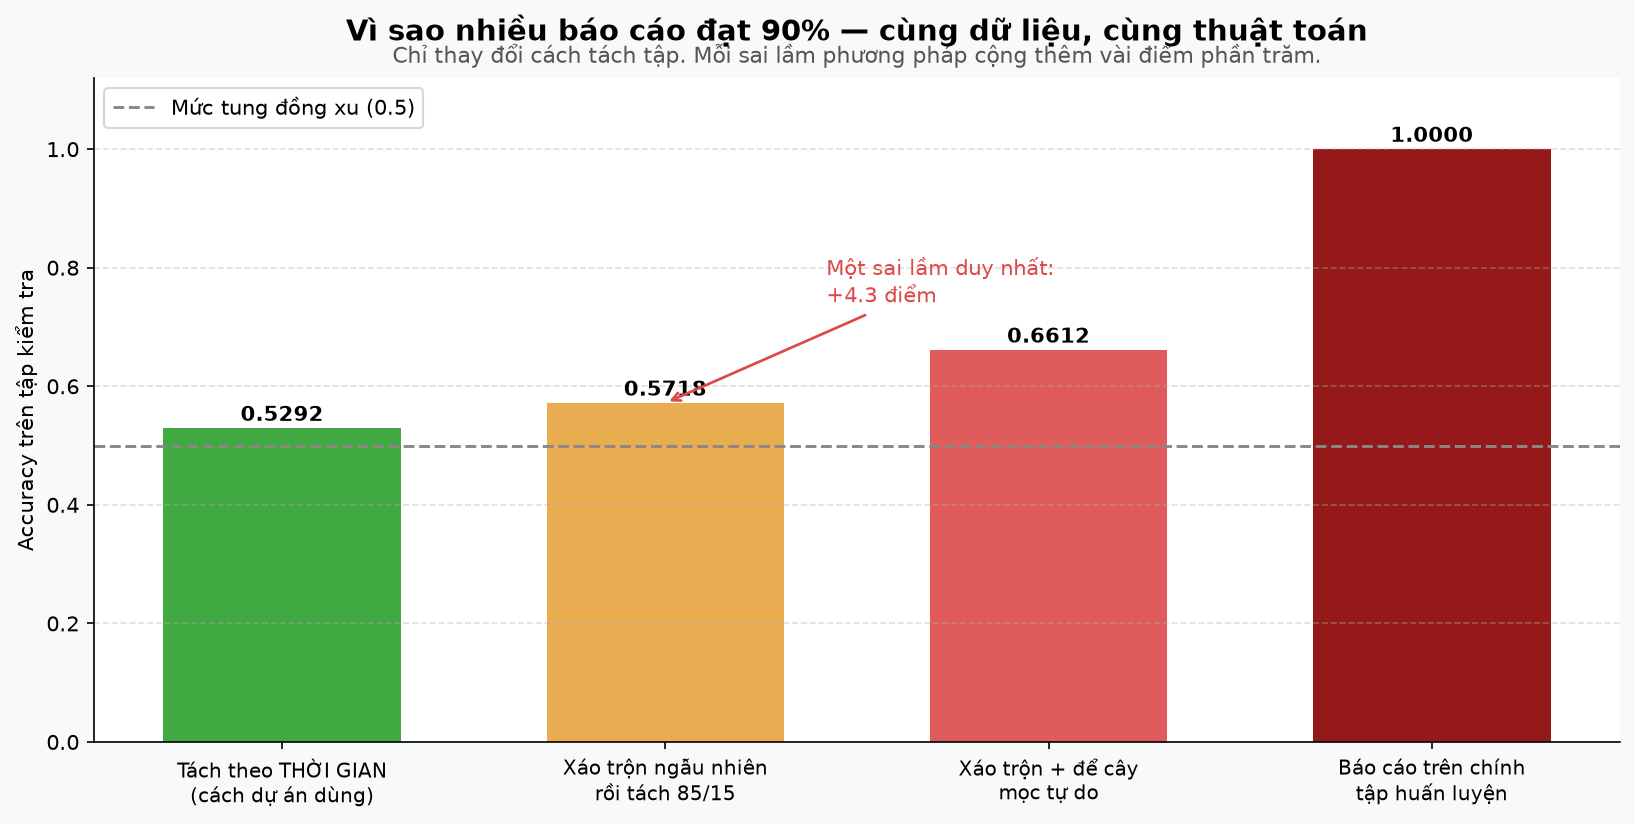 Vì sao nhiều báo cáo đạt 90% — cùng dữ liệu, cùng thuật toán
Chỉ thay đổi cách tách tập. Mỗi sai lầm phương pháp cộng thêm vài điểm phần trăm.
Mức tung đồng xu (0.5)
Accuracy trên tập kiểm tra
1.0
0.8
0.6
0.4
0.2
0.0
0.5292
0.5718
0.6612
1.0000
Một sai lầm duy nhất:
+4.3 điểm
Tách theo THỜI GIAN
(cách dự án dùng)
Xáo trộn ngẫu nhiên
rồi tách 85/15
Xáo trộn + để cây
mọc tự do
Báo cáo trên chính
tập huấn luyện